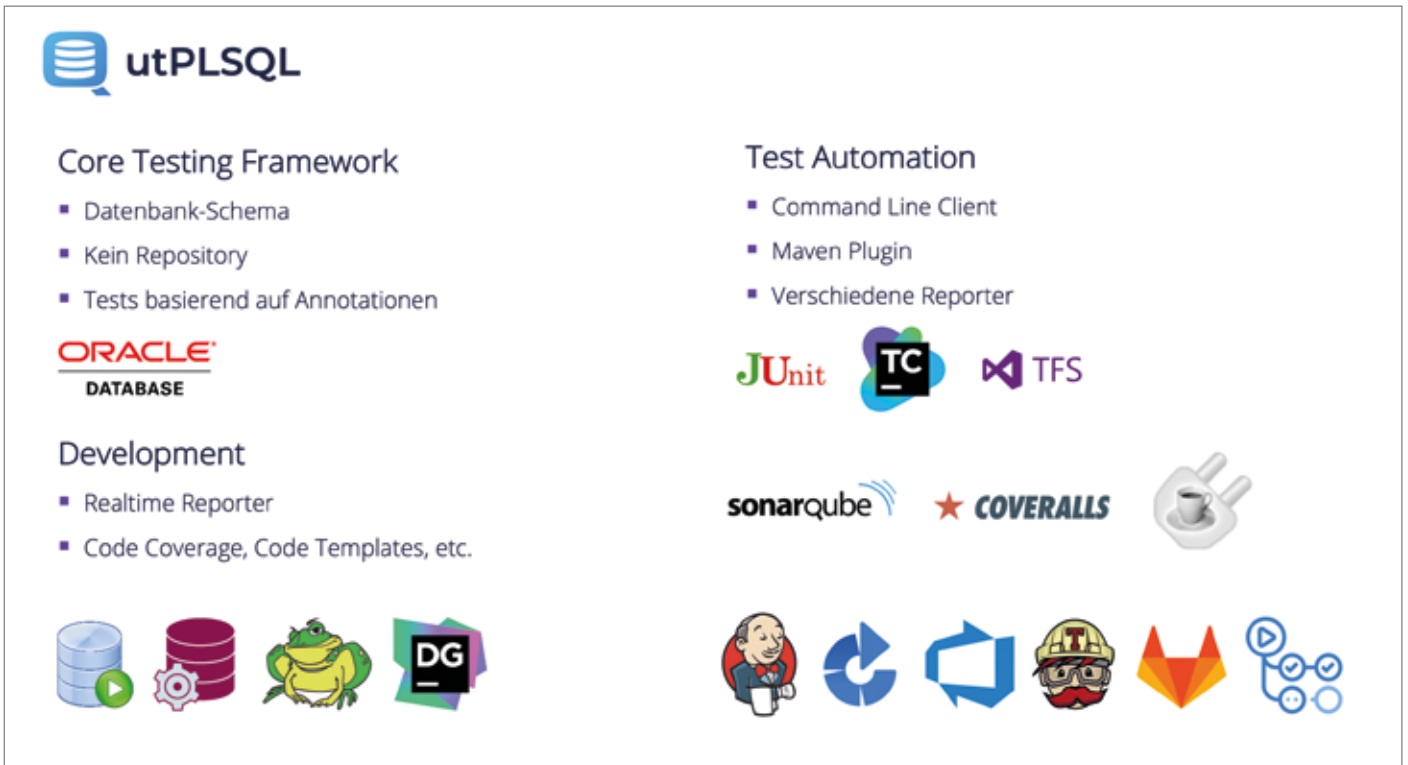 utPLSQL
Core Testing Framework
▪ Datenbank-Schema
▪ Kein Repository
▪ Tests basierend auf Annotationen
ORACLE®
DATABASE
Development
▪ Realtime Reporter
▪ Code Coverage, Code Templates, etc.
DG
Test Automation
▪ Command Line Client
▪ Maven Plugin
▪ Verschiedene Reporter
JUnit
TC
TFS
sonarqube
COVERALLS
T